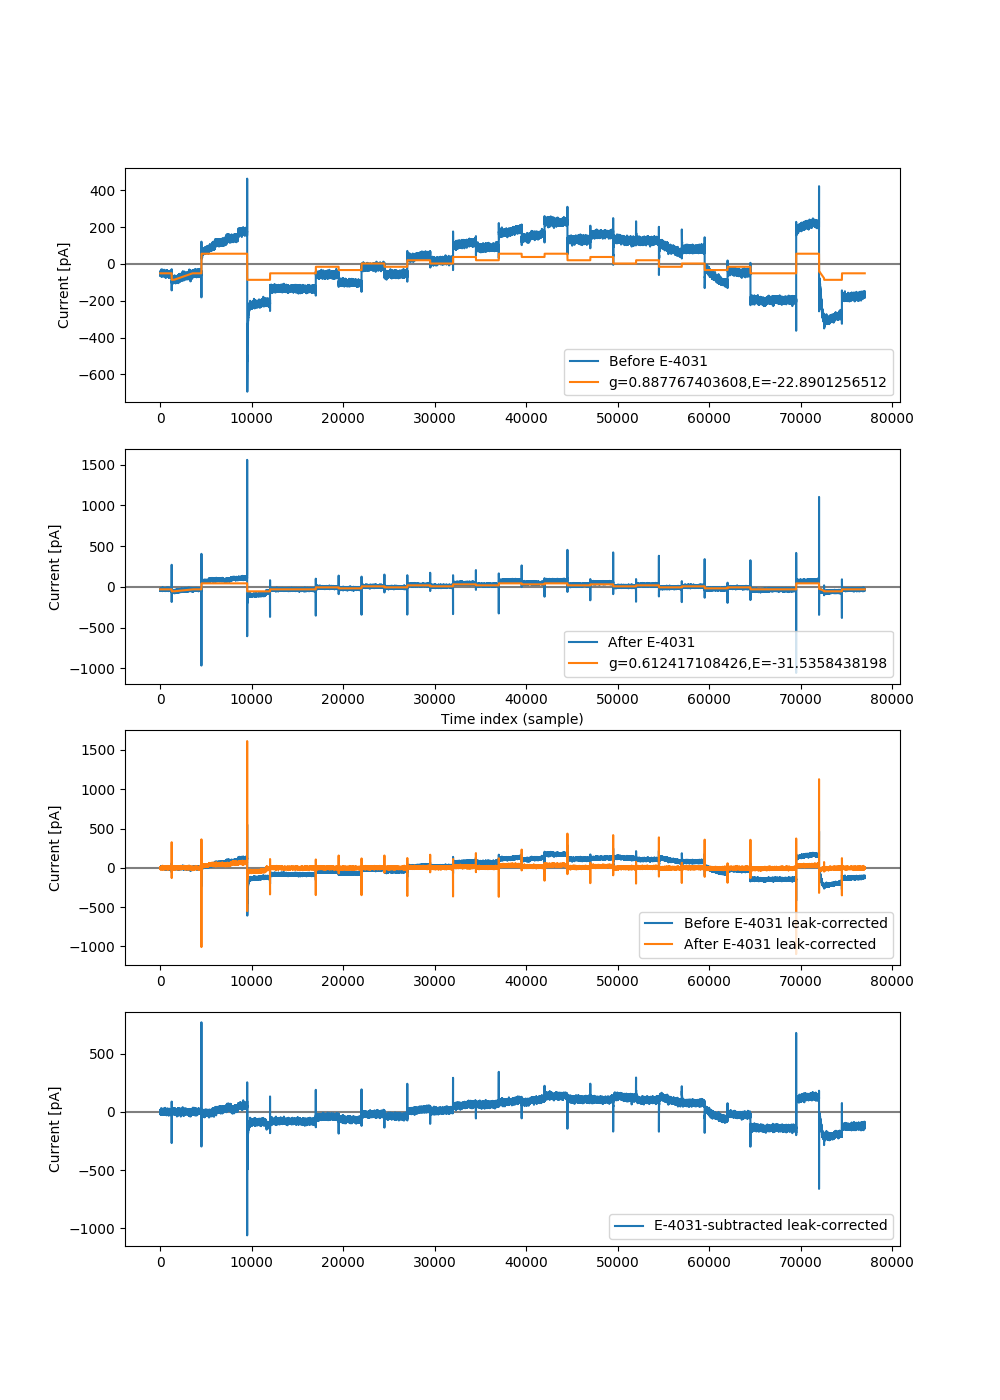 400
200
0
−200
−400
−600
Current [pA]
Before E-4031
g=0.887767403608,E=-22.8901256512
0 10000 20000 30000 40000 50000 60000 70000 80000
1500
1000
500
0
−500
−1000
Current [pA]
After E-4031
g=0.612417108426,E=-31.5358438198
0 10000 20000 30000 40000 50000 60000 70000 80000
Time index (sample)
1500
1000
500
0
−500
−1000
Current [pA]
Before E-4031 leak-corrected
After E-4031 leak-corrected
0 10000 20000 30000 40000 50000 60000 70000 80000
500
0
−500
−1000
Current [pA]
E-4031-subtracted leak-corrected
0 10000 20000 30000 40000 50000 60000 70000 80000